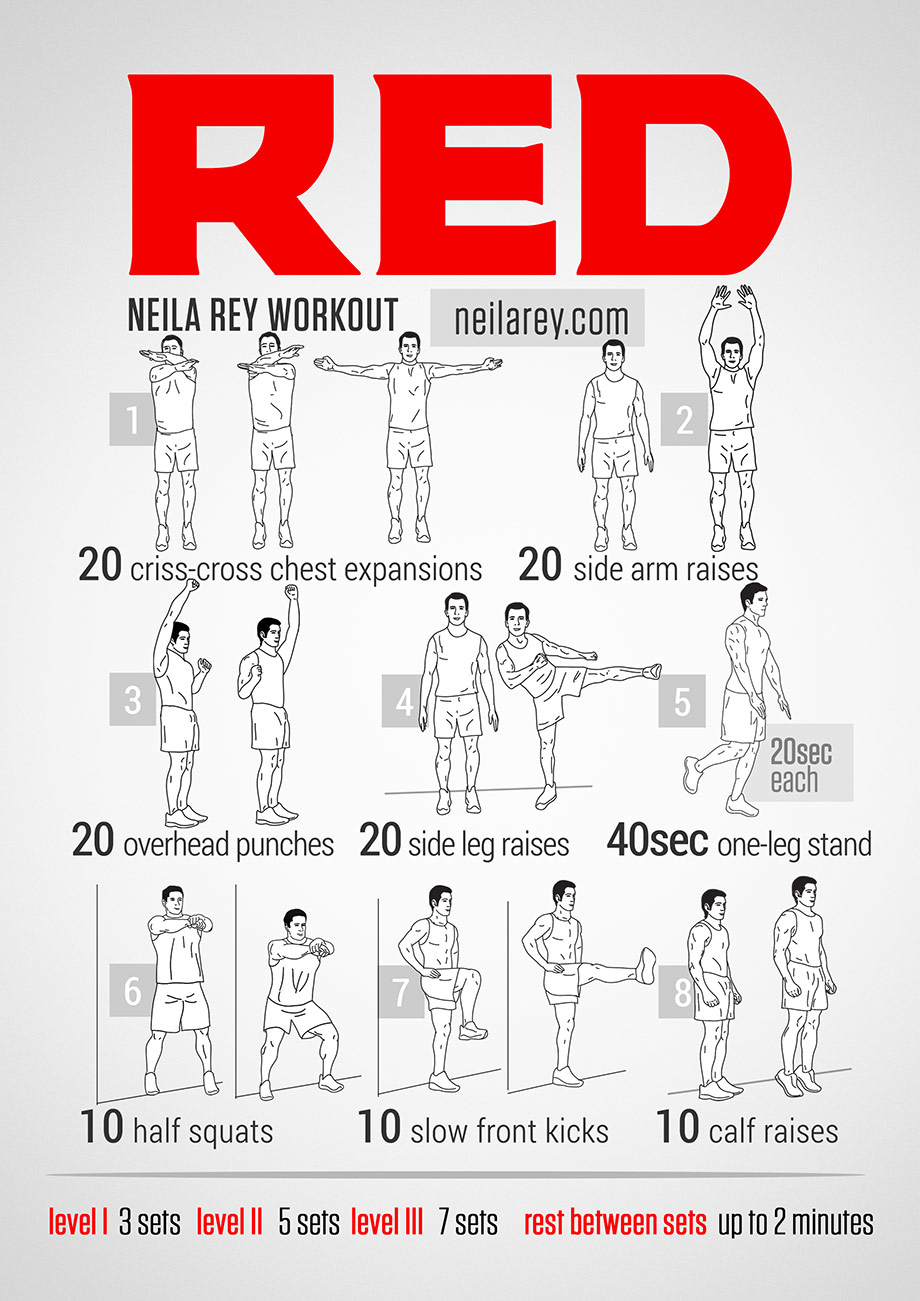 RED
NEILA REY WORKOUT
neilarey.com
1
20 criss-cross chest expansions
2
20 side arm raises
3
20 overhead punches
4
20 side leg raises
5
20sec
each
40sec one-leg stand
6
10 half squats
7
10 slow front kicks
8
10 calf raises
level I 3 sets level II 5 sets level III 7 sets rest between sets up to 2 minutes